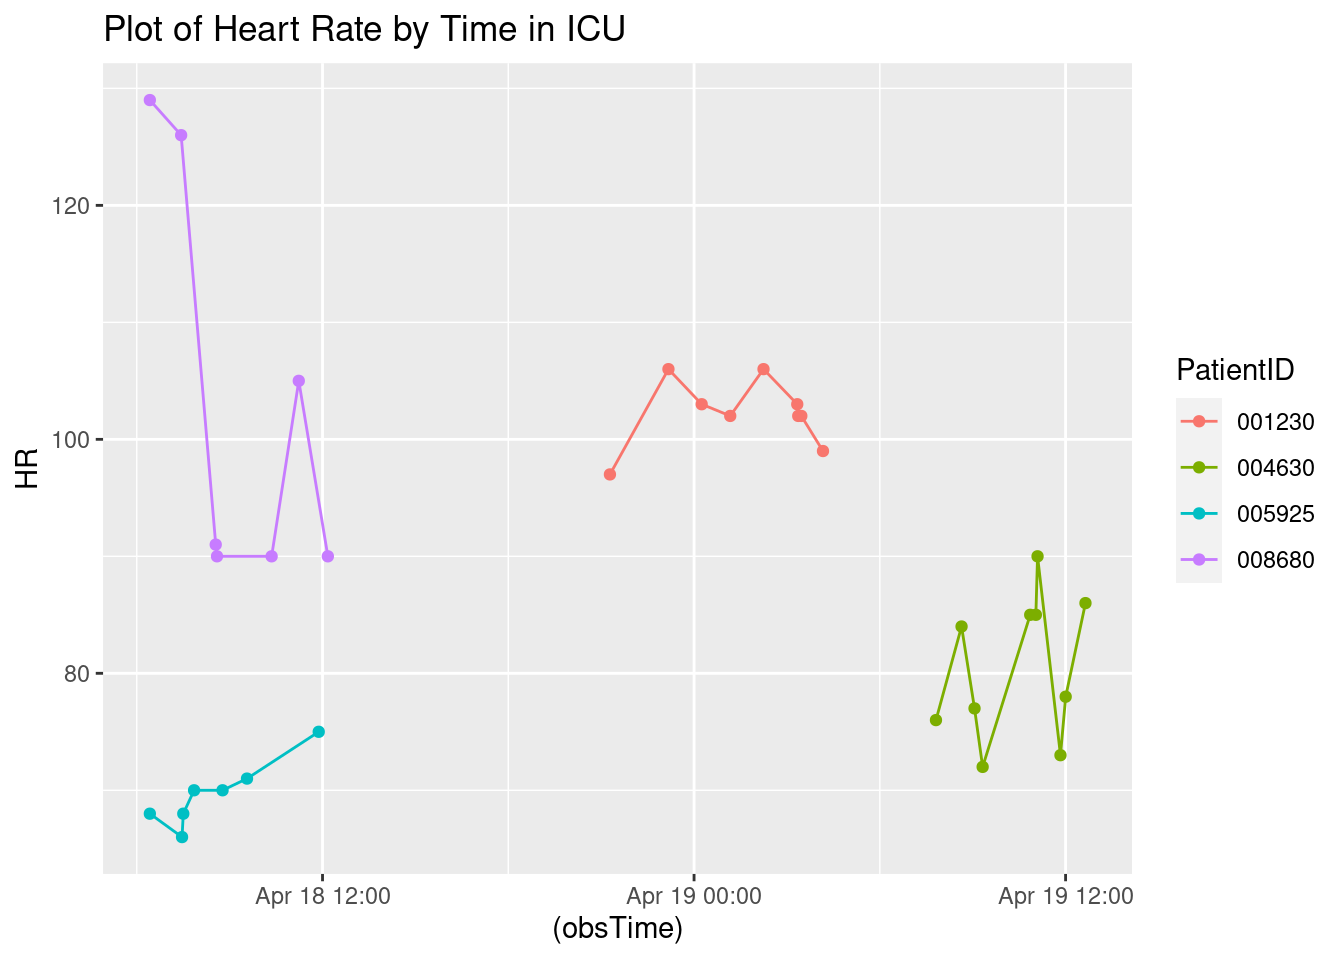 Plot of Heart Rate by Time in ICU
120
100
80
HR
Apr 18 12:00
Apr 19 00:00
Apr 19 12:00
(obsTime)
PatientID
001230
004630
005925
008680